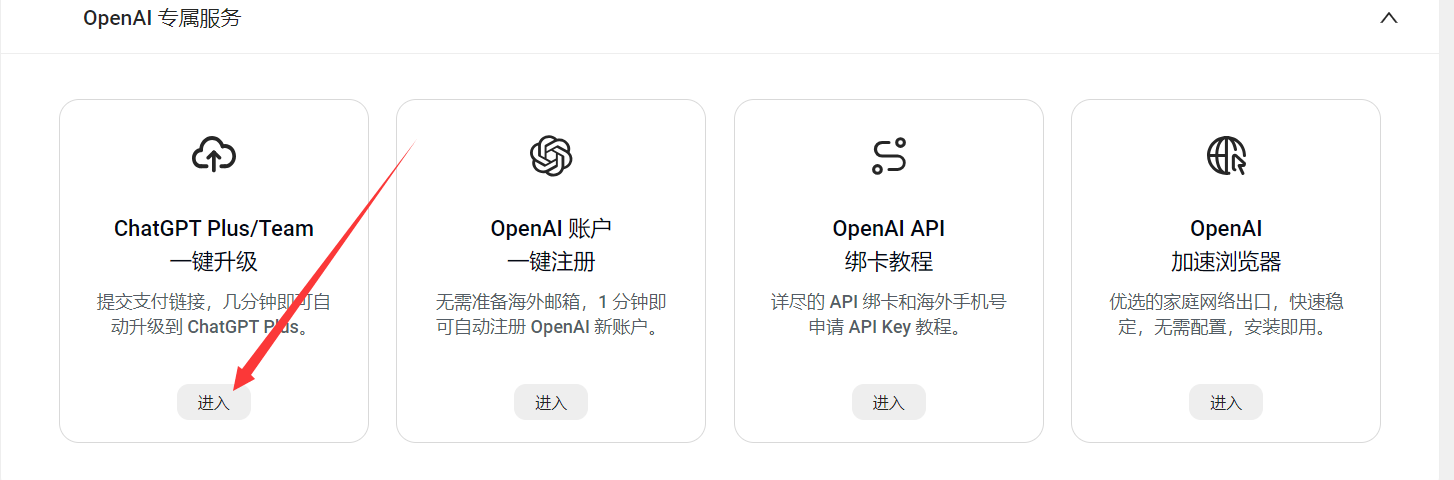 OpenAI 专属服务
ChatGPT Plus/Team
一键升级
提交支付链接，几分钟即可自
动升级到 ChatGPT Plus。
进入
OpenAI 账户
一键注册
无需准备海外邮箱，1 分钟即
可自动注册 OpenAI 新账户。
进入
OpenAI API
绑卡教程
详尽的 API 绑卡和海外手机号
申请 API Key 教程。
进入
OpenAI
加速浏览器
优选的家庭网络出口，快速稳
定，无需配置，安装即用。
进入